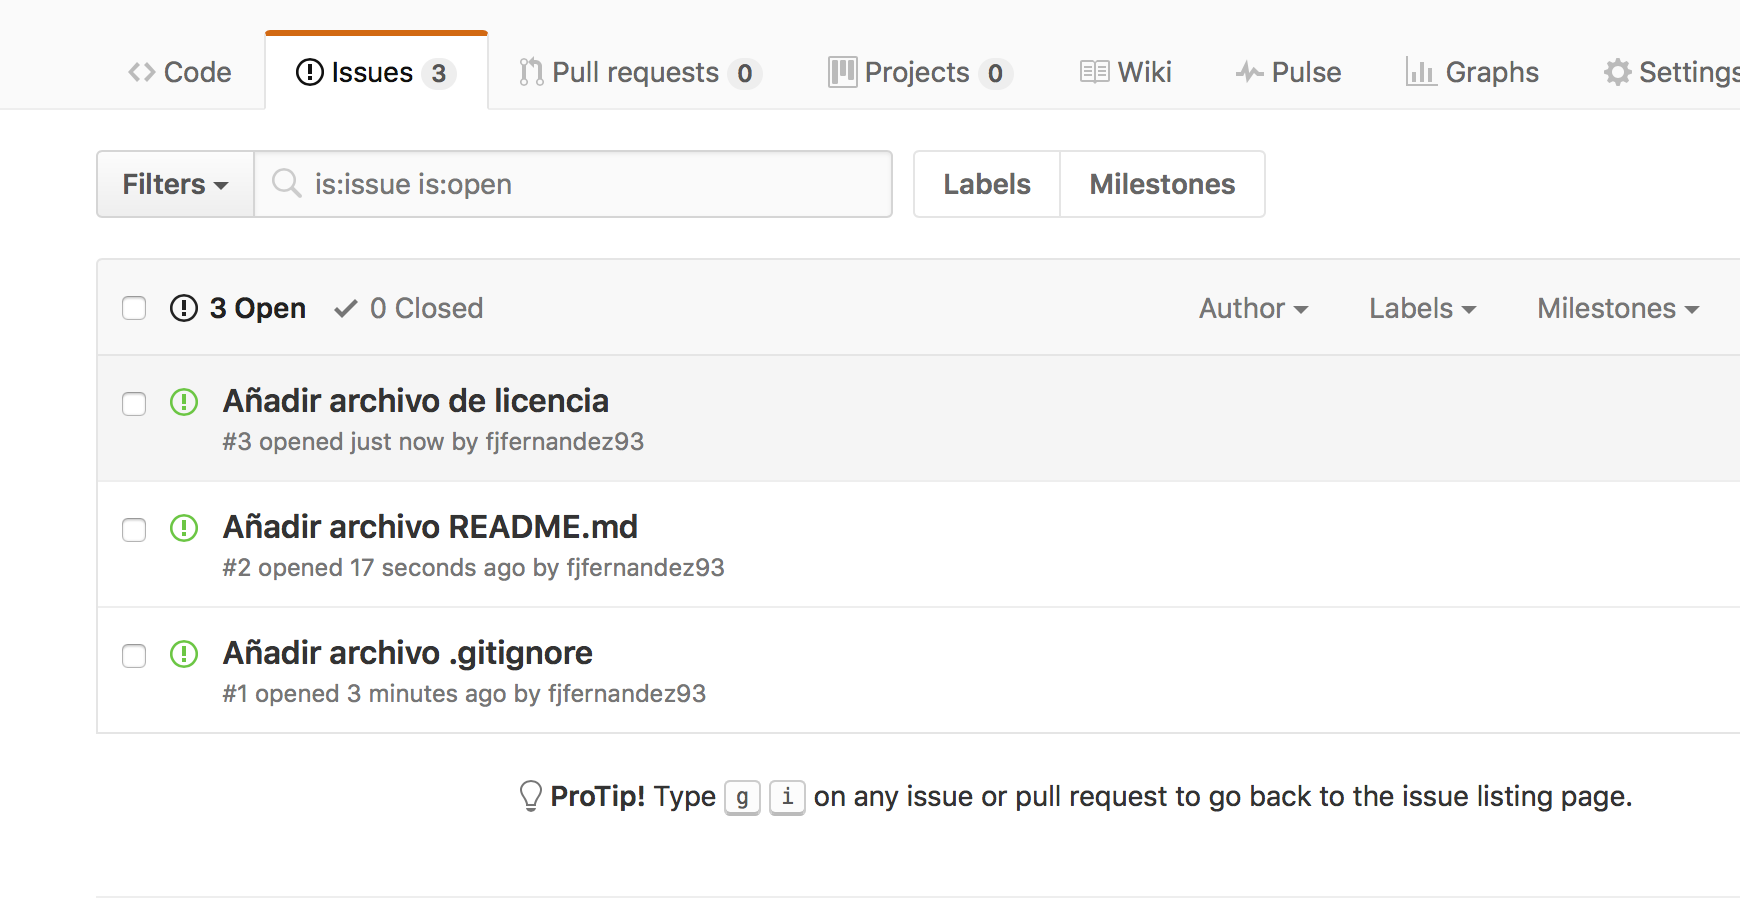 Code Issues 3 Pull requests 0 Projects 0 Wiki Pulse Graphs Settings
Filters is:issue is:open Labels Milestones
3 Open 0 Closed Author Labels Milestones
Añadir archivo de licencia
#3 opened just now by fjfernandez93
Añadir archivo README.md
#2 opened 17 seconds ago by fjfernandez93
Añadir archivo .gitignore
#1 opened 3 minutes ago by fjfernandez93
ProTip! Type g i on any issue or pull request to go back to the issue listing page.